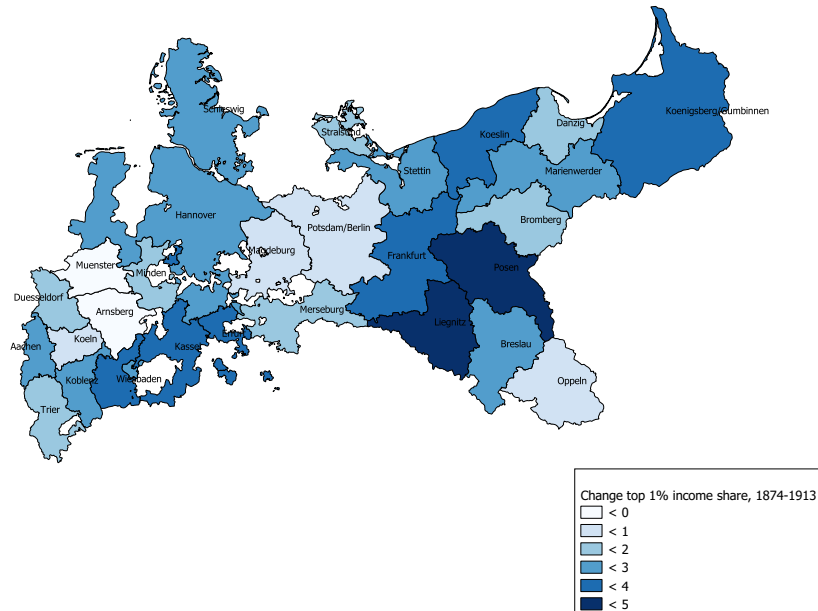 Schleswig
Koenigsberg/Gumbinnen
Danzig
Stralsund
Koeslin
Stettin
Marienwerder
Hannover
Bromberg
Potsdam/Berlin
Magdeburg
Frankfurt
Muenster
Minden
Posen
Duesseldorf
Arnsberg
Merseburg
Liegnitz
Koeln
Erfurt
Aachen
Kassel
Breslau
Koblenz
Wiesbaden
Oppeln
Trier
Change top 1% income share, 1874-1913
< 0
< 1
< 2
< 3
< 4
< 5